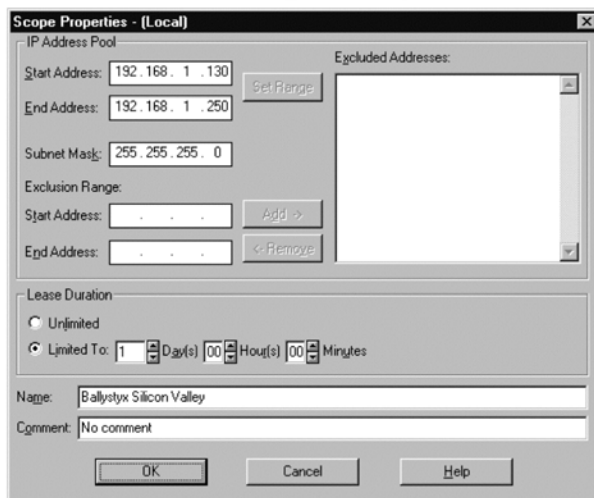 Scope Properties - (Local)
IP Address Pool
Start Address: 192.168. 1 .130
Set Range
End Address: 192.168. 1 .250
Subnet Mask: 255.255.255. 0
Exclusion Range:
Start Address: . . .
Add ->
End Address: . . .
<- Remove
Excluded Addresses:
Lease Duration
Unlimited
Limited To: 1 Day(s) 00 Hour(s) 00 Minutes
Name: Ballystyx Silicon Valley
Comment: No comment
OK Cancel Help